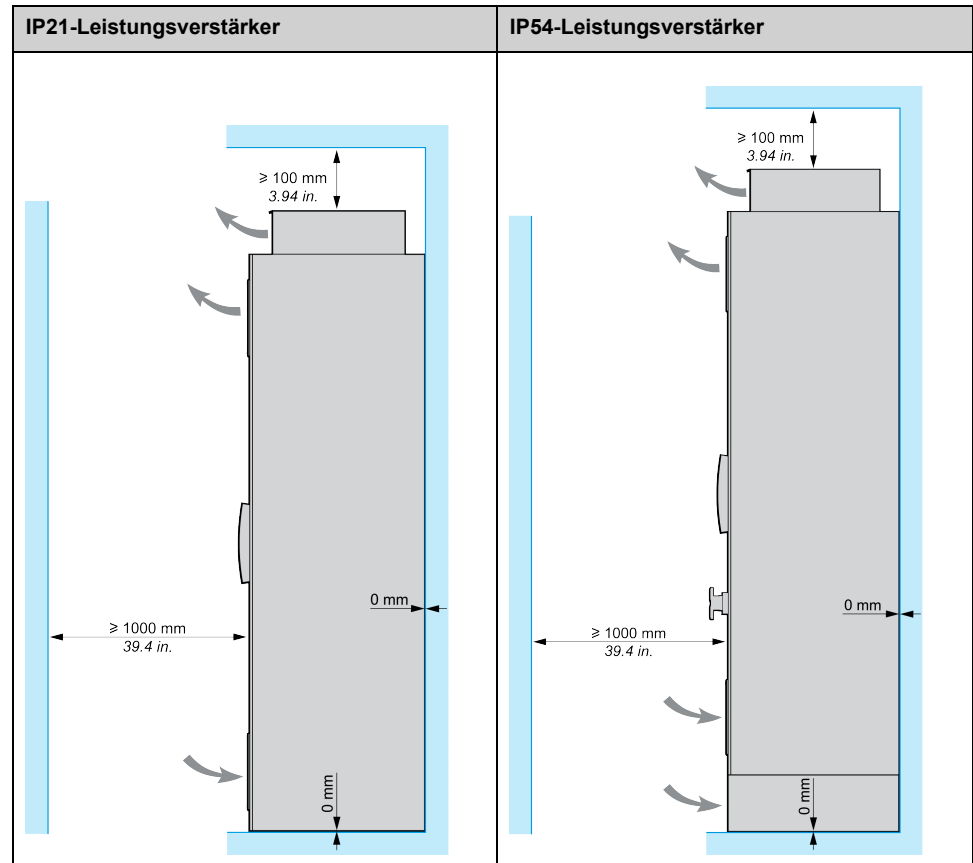 IP21-Leistungsverstärker
≥ 100 mm
3.94 in.
0 mm
≥ 1000 mm
39.4 in.
0 mm
IP54-Leistungsverstärker
≥ 100 mm
3.94 in.
0 mm
≥ 1000 mm
39.4 in.
0 mm